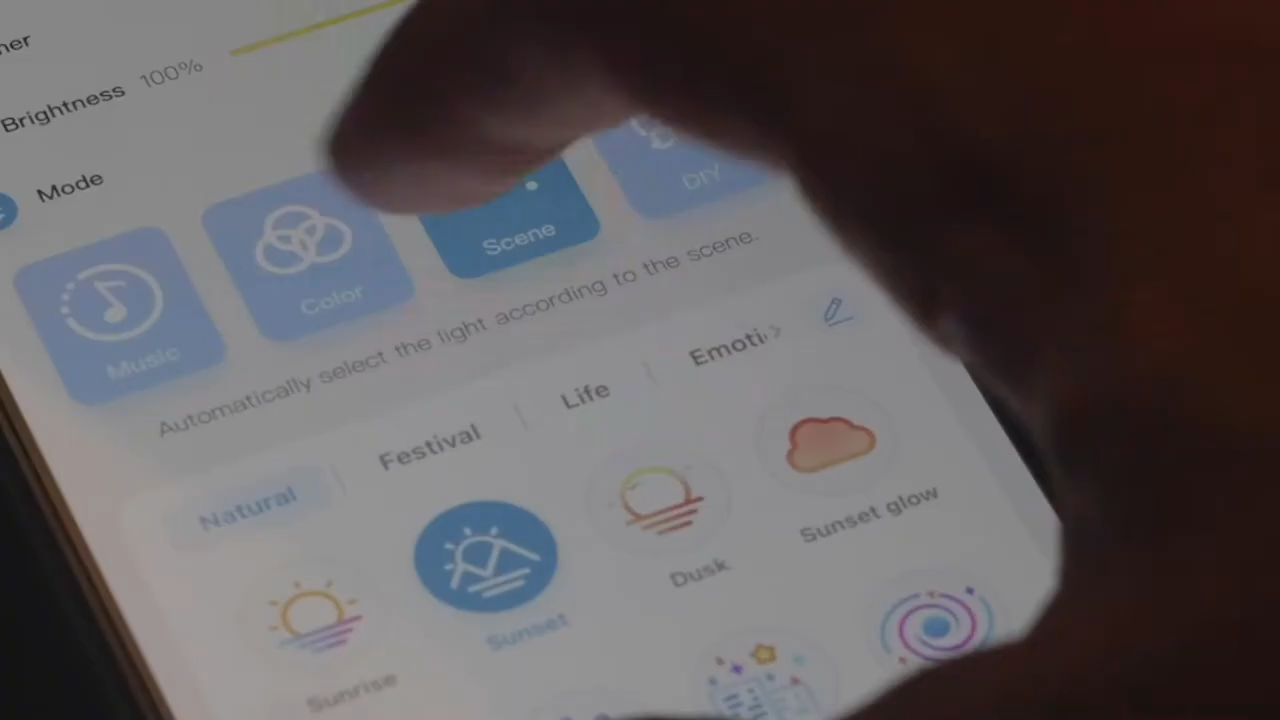 Brightness 100%
Mode
Music
Color
Scene
DIY
Automatically select the light according to the scene.
Natural
Festival
Life
Emoti
Sunrise
Sunset
Dusk
Sunset glow